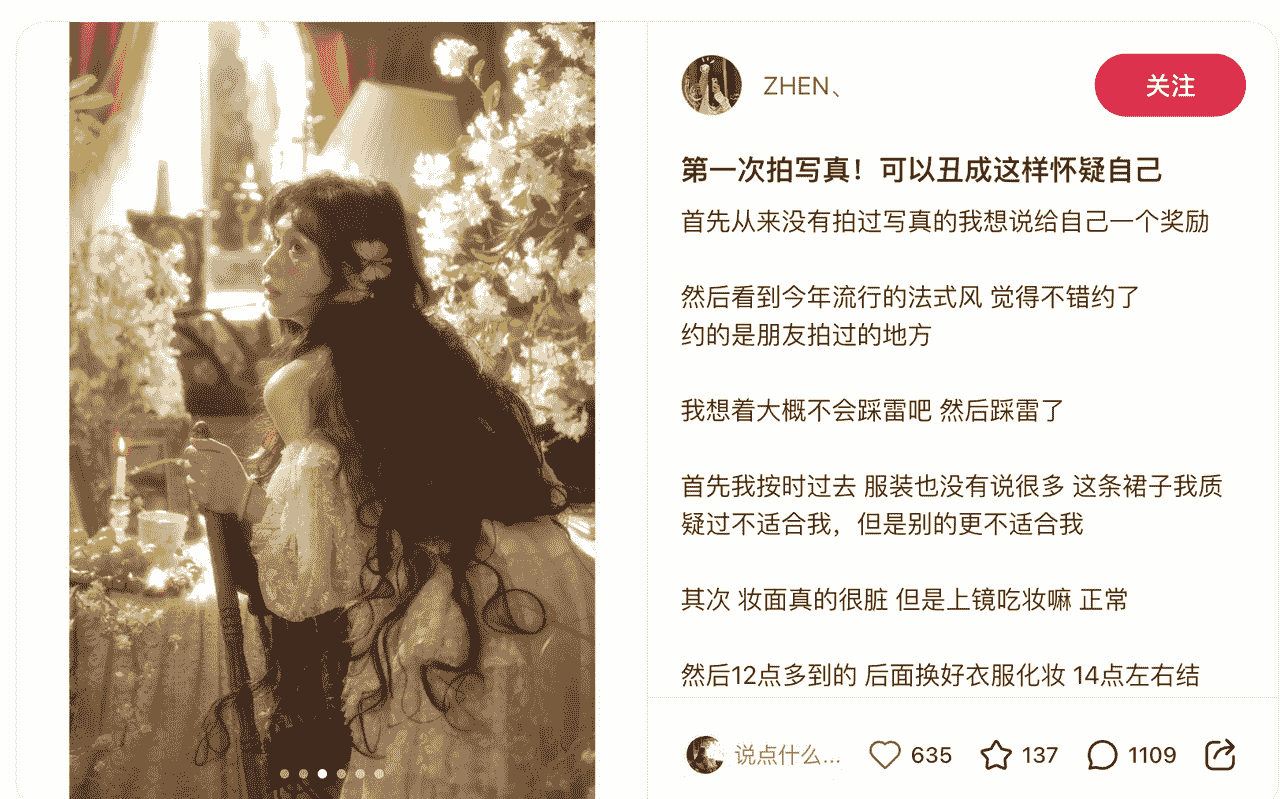 ZHEN、
关注
第一次拍写真！可以丑成这样怀疑自己
首先从来没有拍过写真的我想说给自己一个奖励
然后看到今年流行的法式风 觉得不错约了
约的是朋友拍过的地方
我想着大概不会踩雷吧 然后踩雷了
首先我按时过去 服装也没有说很多 这条裙子我质
疑过不适合我，但是别的更不适合我
其次 妆面真的很脏 但是上镜吃妆嘛 正常
然后12点多到的 后面换好衣服化妆 14点左右结
说点什么...
635
137
1109